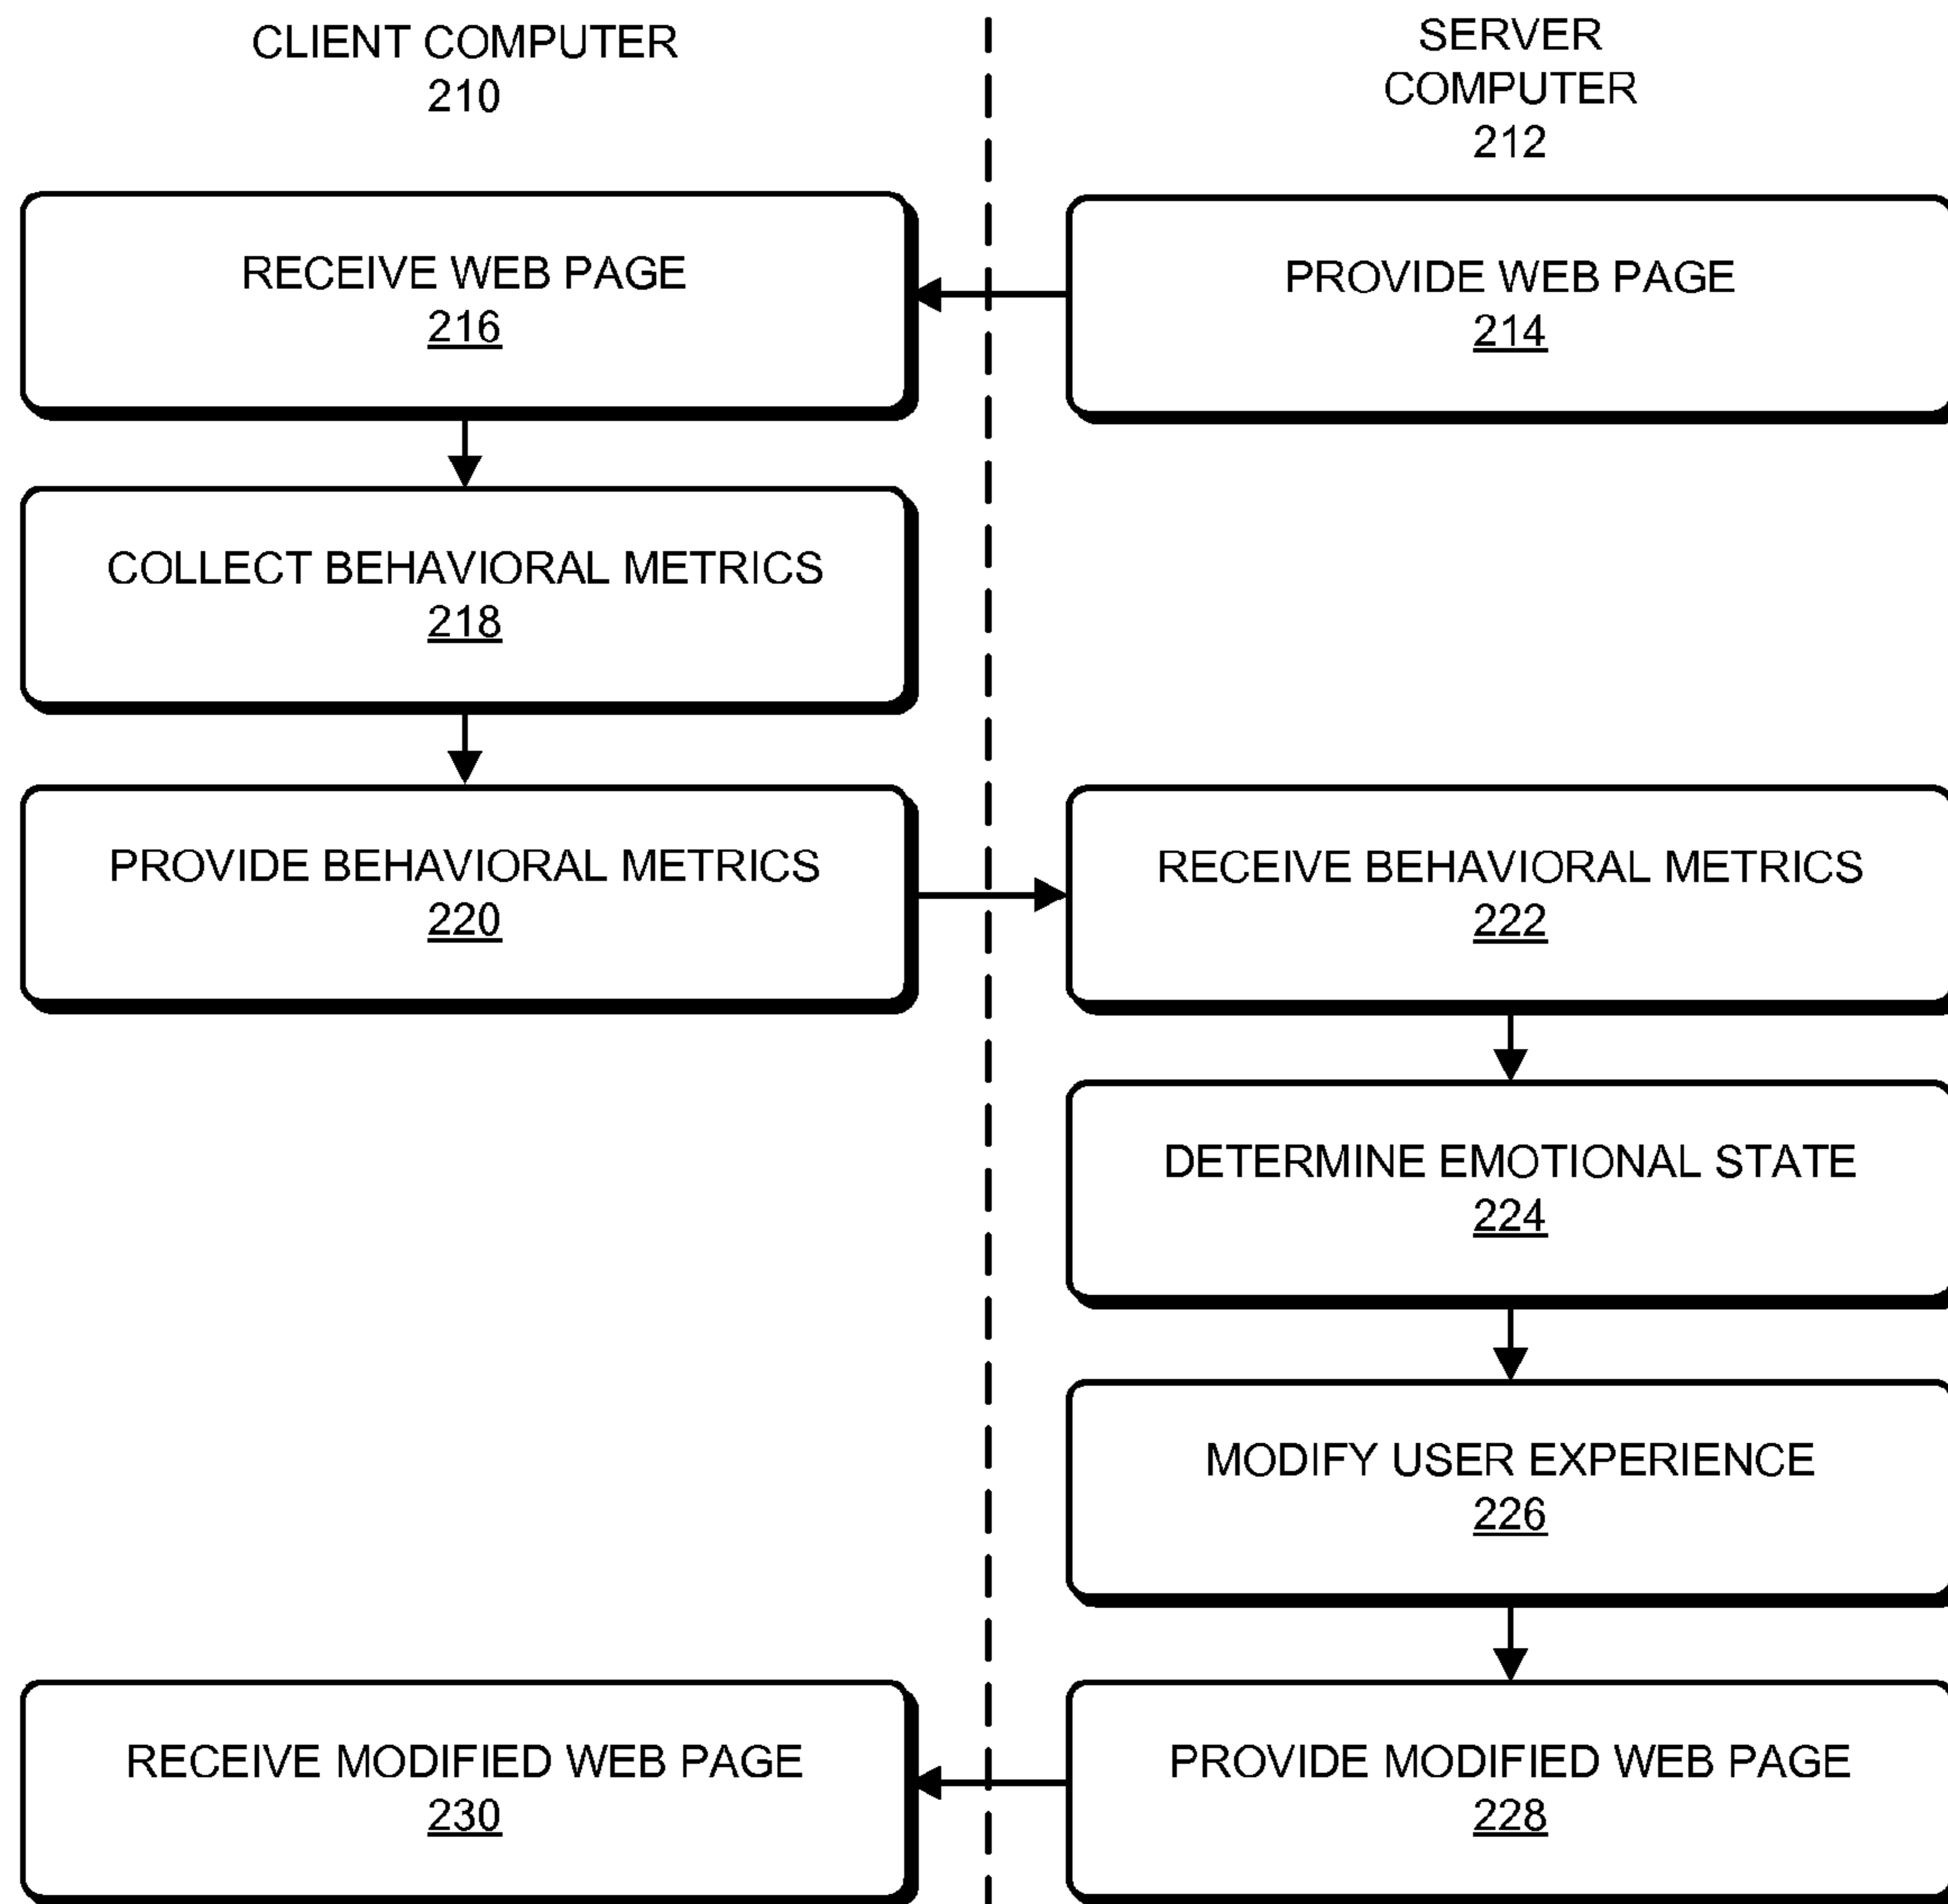 CLIENT COMPUTER
210
SERVER
COMPUTER
212
RECEIVE WEB PAGE
216
PROVIDE WEB PAGE
214
COLLECT BEHAVIORAL METRICS
218
PROVIDE BEHAVIORAL METRICS
220
RECEIVE BEHAVIORAL METRICS
222
DETERMINE EMOTIONAL STATE
224
MODIFY USER EXPERIENCE
226
RECEIVE MODIFIED WEB PAGE
230
PROVIDE MODIFIED WEB PAGE
228